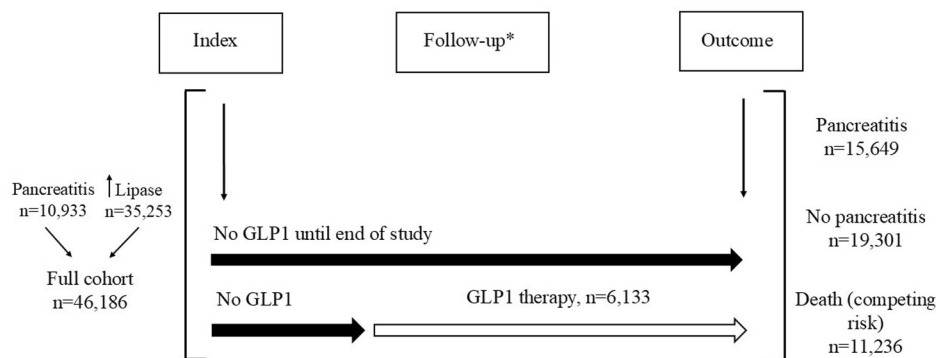 Index
Follow-up*
Outcome
Pancreatitis
n=10,933
Lipase
n=35,253
Full cohort
n=46,186
No GLP1 until end of study
No GLP1
GLP1 therapy, n=6,133
Pancreatitis
n=15,649
No pancreatitis
n=19,301
Death (competing
risk)
n=11,236